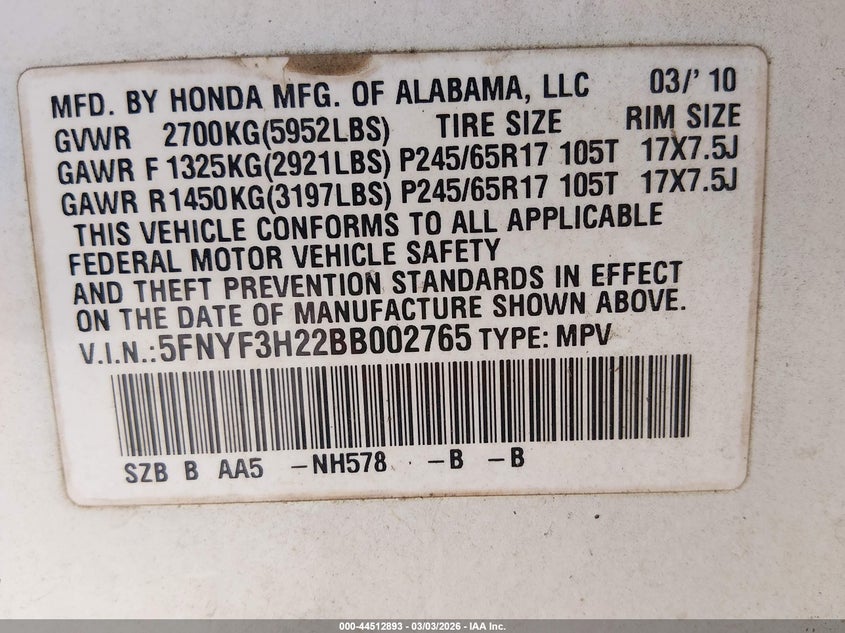 MFD. BY HONDA MFG. OF ALABAMA, LLC 03/'10
GVWR 2700KG(5952LBS) TIRE SIZE RIM SIZE
GAWR F 1325KG(2921LBS) P245/65R17 105T 17X7.5J
GAWR R1450KG(3197LBS) P245/65R17 105T 17X7.5J
THIS VEHICLE CONFORMS TO ALL APPLICABLE
FEDERAL MOTOR VEHICLE SAFETY
AND THEFT PREVENTION STANDARDS IN EFFECT
ON THE DATE OF MANUFACTURE SHOWN ABOVE.
V.I.N.:5FNYF3H22BB002765 TYPE: MPV
SZB B AA5 -NH578 -B -B
000-44512893 - 03/03/2026 - IAA Inc.